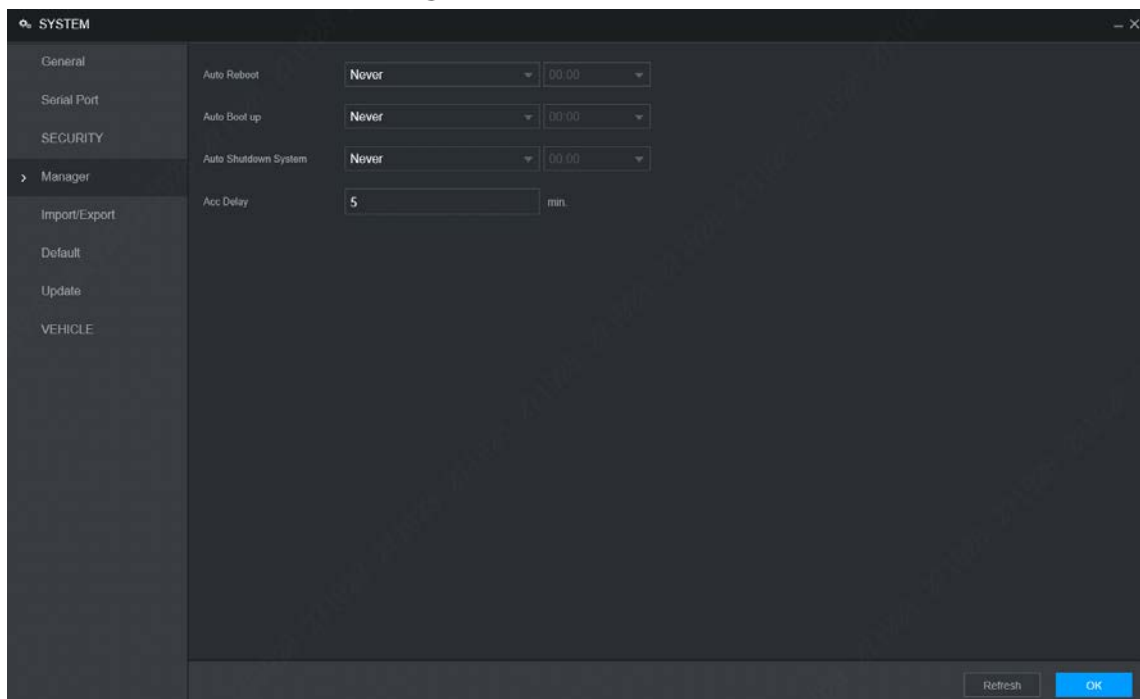 SYSTEM
General
Serial Port
SECURITY
Manager
Import/Export
Default
Update
VEHICLE
Auto Reboot Never 00:00
Auto Boot up Never 00:00
Auto Shutdown System Never 00:00
Acc Delay 5 min.
Refresh OK